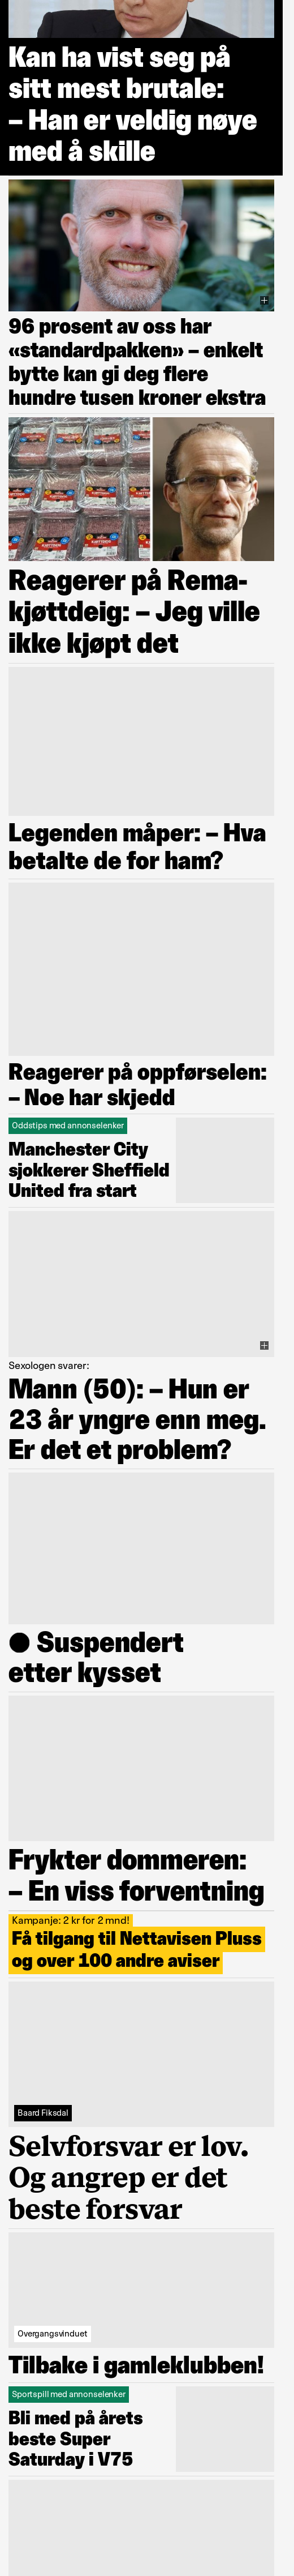 Kan ha vist seg på
sitt mest brutale:
– Han er veldig nøye
med å skille
96 prosent av oss har
«standardpakken» – enkelt
bytte kan gi deg flere
hundre tusen kroner ekstra
Reagerer på Rema-
kjøttdeig: – Jeg ville
ikke kjøpt det
Legenden måper: – Hva
betalte de for ham?
Reagerer på oppførselen:
– Noe har skjedd
Oddstips med annonselenker
Manchester City
sjokkerer Sheffield
United fra start
Sexologen svarer:
Mann (50): – Hun er
23 år yngre enn meg.
Er det et problem?
● Suspendert
etter kysset
Frykter dommeren:
– En viss forventning
Kampanje: 2 kr for 2 mnd!
Få tilgang til Nettavisen Pluss
og over 100 andre aviser
Baard Fiksdal
Selvforsvar er lov.
Og angrep er det
beste forsvar
Overgangsvinduet
Tilbake i gamleklubben!
Sportspill med annonselenker
Bli med på årets
beste Super
Saturday i V75